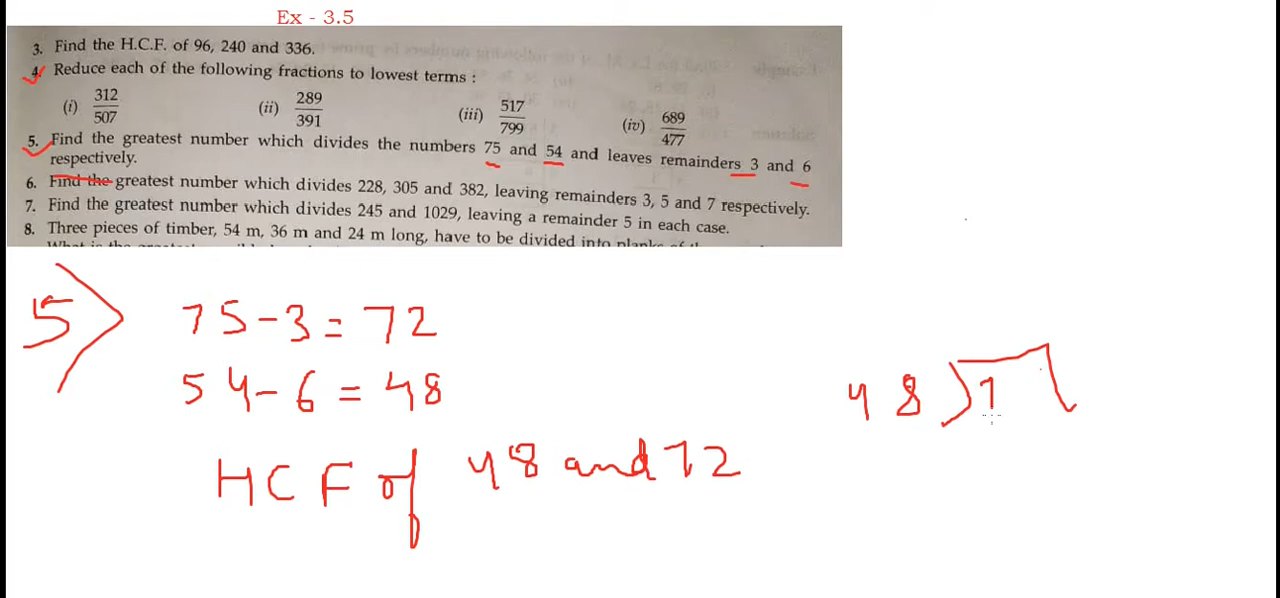 Ex - 3.5
3. Find the H.C.F. of 96, 240 and 336.
4. Reduce each of the following fractions to lowest terms :
(i) 312/507 (ii) 289/391 (iii) 517/799 (iv) 689/477
5. Find the greatest number which divides the numbers 75 and 54 and leaves remainders 3 and 6
respectively.
6. Find the greatest number which divides 228, 305 and 382, leaving remainders 3, 5 and 7 respectively.
7. Find the greatest number which divides 245 and 1029, leaving a remainder 5 in each case.
8. Three pieces of timber, 54 m, 36 m and 24 m long, have to be divided into planks of the
What is the
5
75-3=72
54-6=48
48)7
HCF of 48 and 72